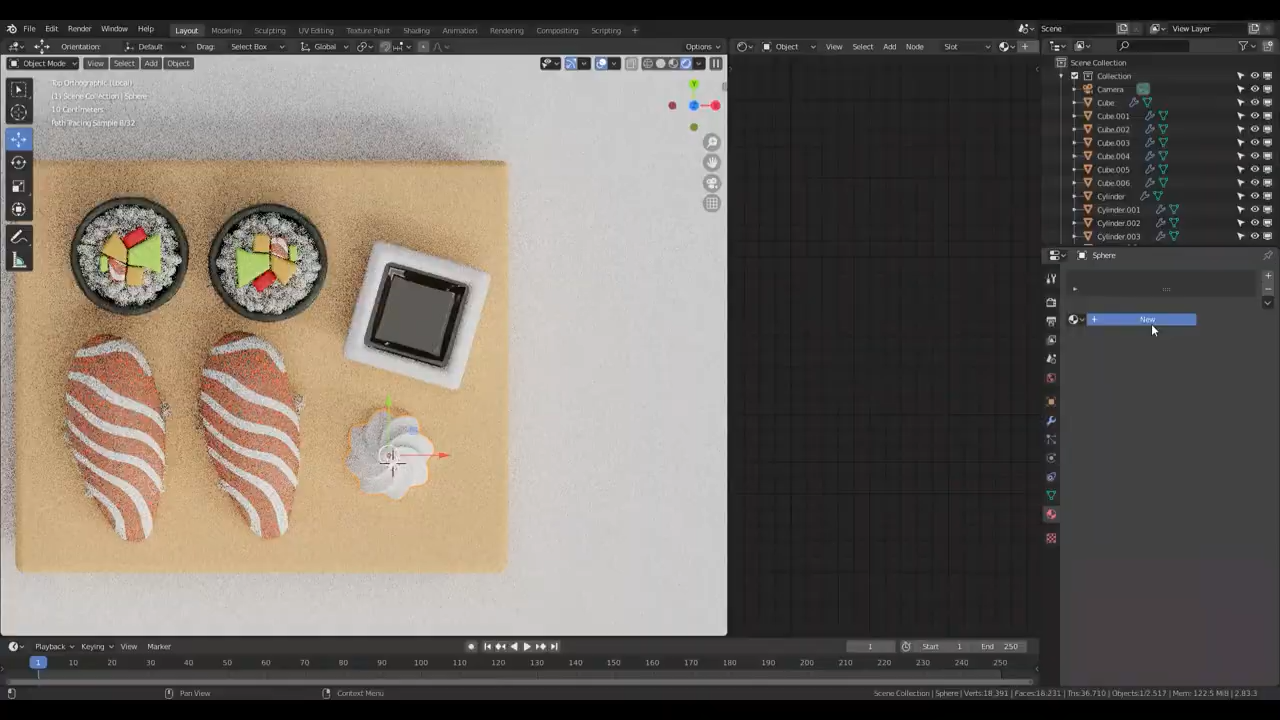 File Edit Render Window Help Layout Modeling Sculpting UV Editing Texture Paint Shading Animation Rendering Compositing Scripting Scene View Layer
Orientation: Default Drag: Select Box Global Options Object View Select Add Node Slot
Object Mode View Select Add Object
Top Orthographic (Local)
(1) Scene Collection | Sphere
10 Centimeters
Path Tracing Sample 8/32
Scene Collection
Collection
Camera
Cube
Cube.001
Cube.002
Cube.003
Cube.004
Cube.005
Cube.006
Cylinder
Cylinder.001
Cylinder.002
Cylinder.003
Sphere
+ New
Playback Keying View Marker 1 Start 1 End 250
1 10 20 30 40 50 60 70 80 90 100 110 120 130 140 150 160 170 180 190 200 210 220 230 240 250
Pan View Context Menu Scene Collection | Sphere | Verts:18,391 | Faces:18,231 | Tris:36,710 | Objects:1/2,517 | Mem: 122.5 MiB | 2.83.3